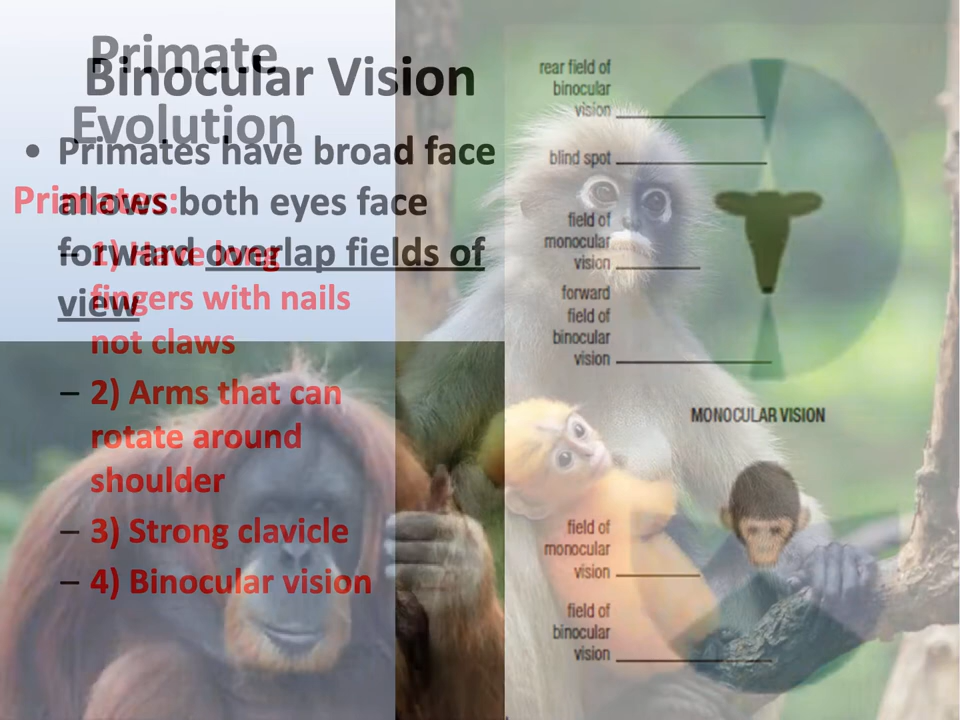 Primate
Evolution
Primates:
– 1) Have long
fingers with nails
not claws
– 2) Arms that can
rotate around
shoulder
– 3) Strong clavicle
– 4) Binocular vision
Binocular Vision
• Primates have broad face
allows both eyes face
forward overlap fields of
view
rear field of
binocular
vision
blind spot
field of
monocular
vision
forward
field of
binocular
vision
MONOCULAR VISION
field of
monocular
vision
field of
binocular
vision